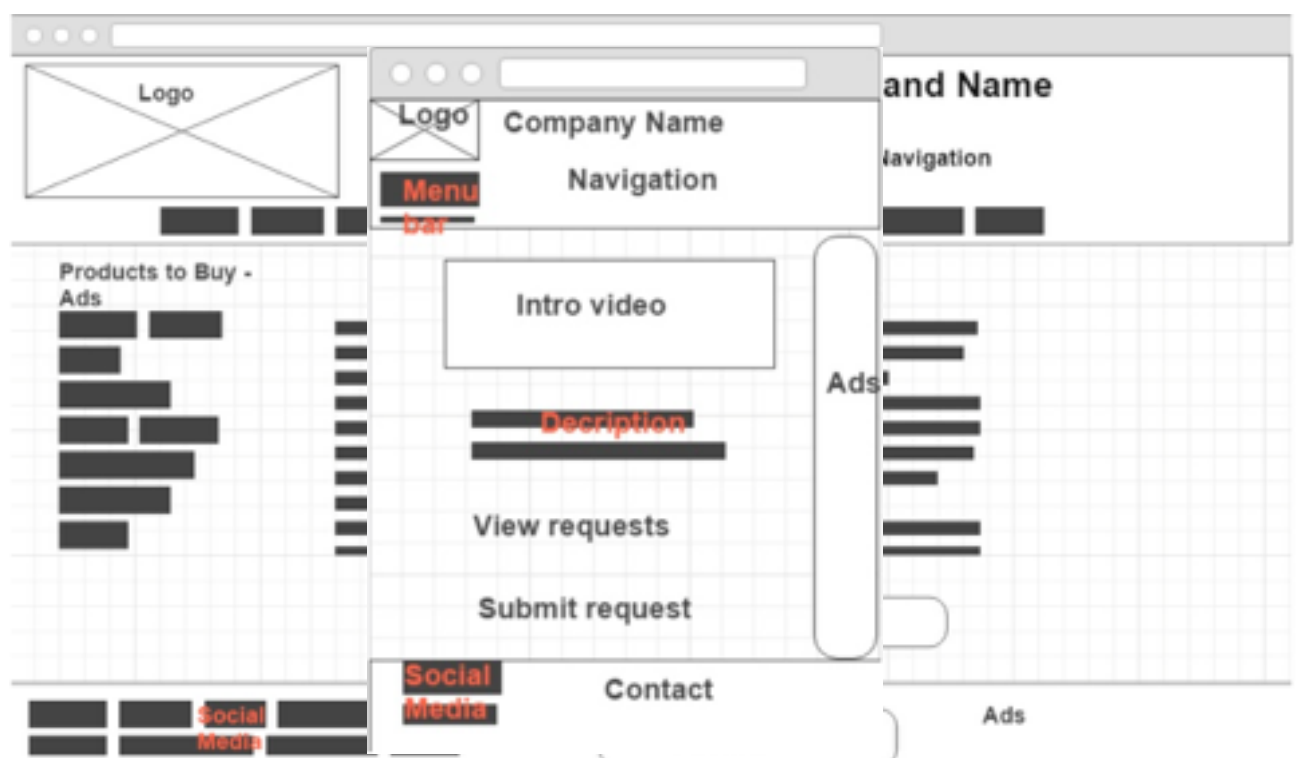 Logo
and Name
Navigation
Products to Buy -
Ads
Social
Media
Ads
Logo
Company Name
Navigation
Menu
bar
Intro video
Ads
Decription
View requests
Submit request
Social
Media
Contact